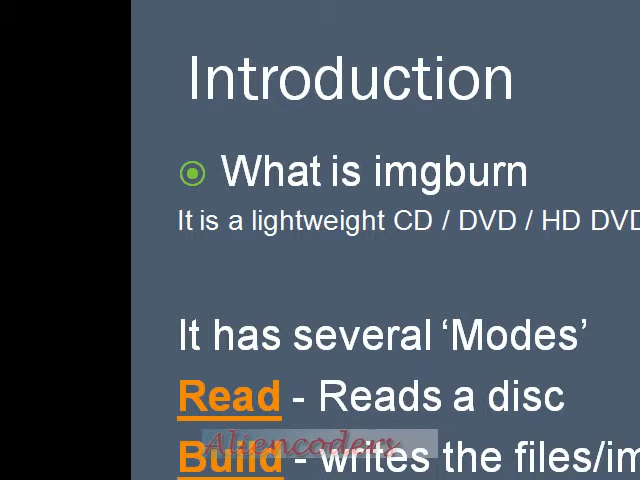 Introduction
What is imgburn
It is a lightweight CD / DVD / HD DVD
It has several ‘Modes’
Read - Reads a disc
Build - writes the files/im
Aliencoders